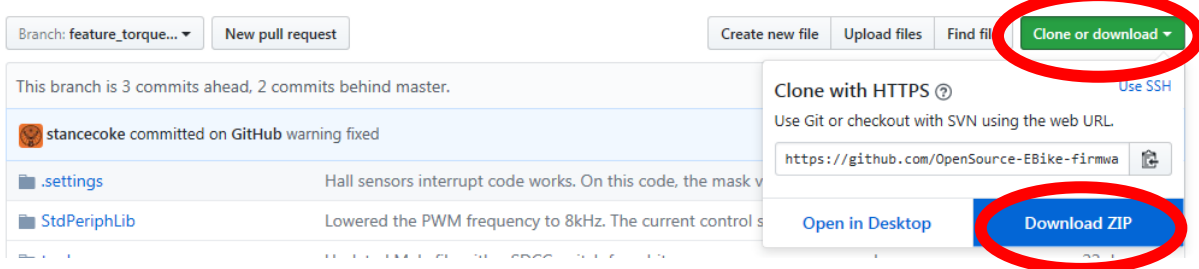 Branch: feature_torque... New pull request Create new file Upload files Find fil Clone or download
This branch is 3 commits ahead, 2 commits behind master.
Clone with HTTPS
Use SSH
Use Git or checkout with SVN using the web URL.
https://github.com/OpenSource-EBike-firmwa
Open in Desktop Download ZIP
stancecoke committed on GitHub warning fixed
.settings Hall sensors interrupt code works. On this code, the mask v
StdPeriphLib Lowered the PWM frequency to 8kHz. The current control s